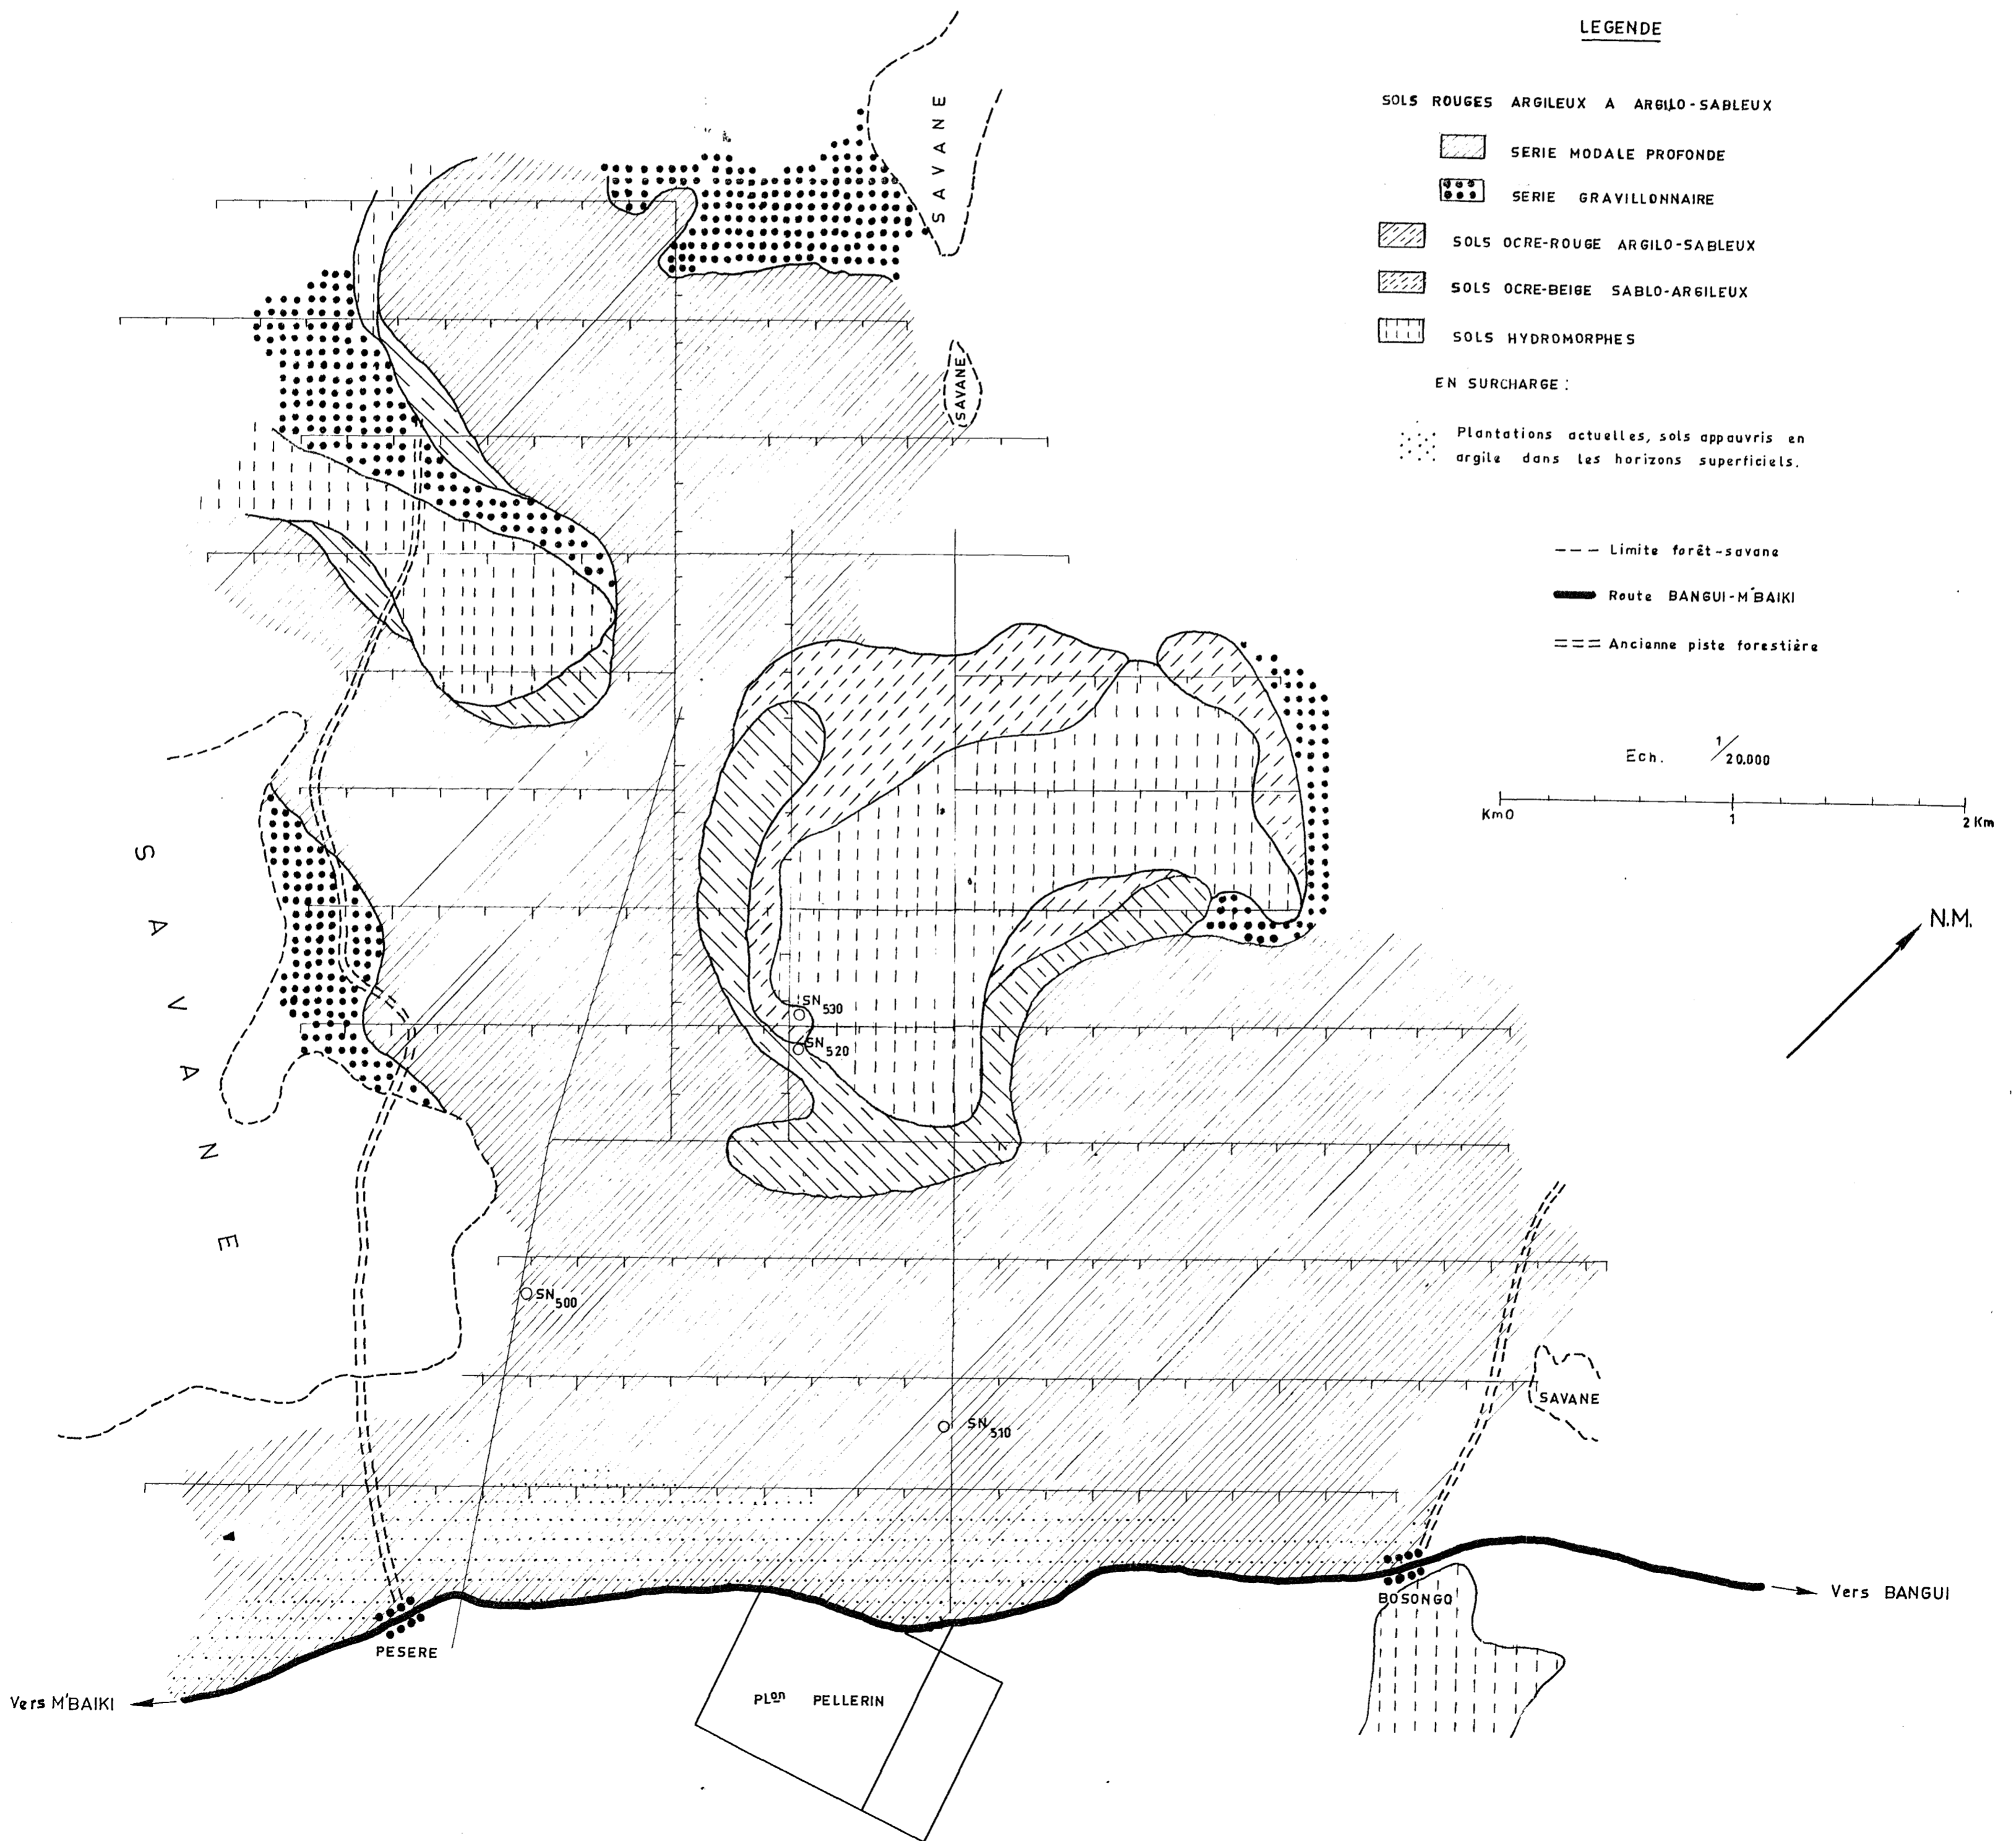 LEGENDE
SOLS ROUGES ARGILEUX A ARGILO-SABLEUX
SERIE MODALE PROFONDE
SERIE GRAVILLONNAIRE
SOLS OCRE-ROUGE ARGILO-SABLEUX
SOLS OCRE-BEIGE SABLO-ARGILEUX
SOLS HYDROMORPHES
EN SURCHARGE :
Plantations actuelles, sols appauvris en
argile dans les horizons superficiels.
Limite forêt-savane
Route BANGUI-M'BAIKI
Ancienne piste forestière
Ech. 1/20.000
Km0 1 2 Km
N.M.
SAVANE
SAVANE
SAVANE
SN 530
SN 520
SN 500
SN 510
SAVANE
BOSONGO
Vers BANGUI
PESERE
Vers M'BAIKI
PLon PELLERIN